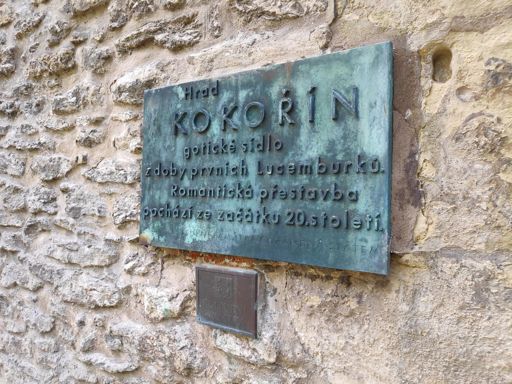 Hrad
KOKOŘÍN
gotické sídlo
z doby prvních Lucemburků.
Romantická přestavba
pochází ze začátku 20.století.